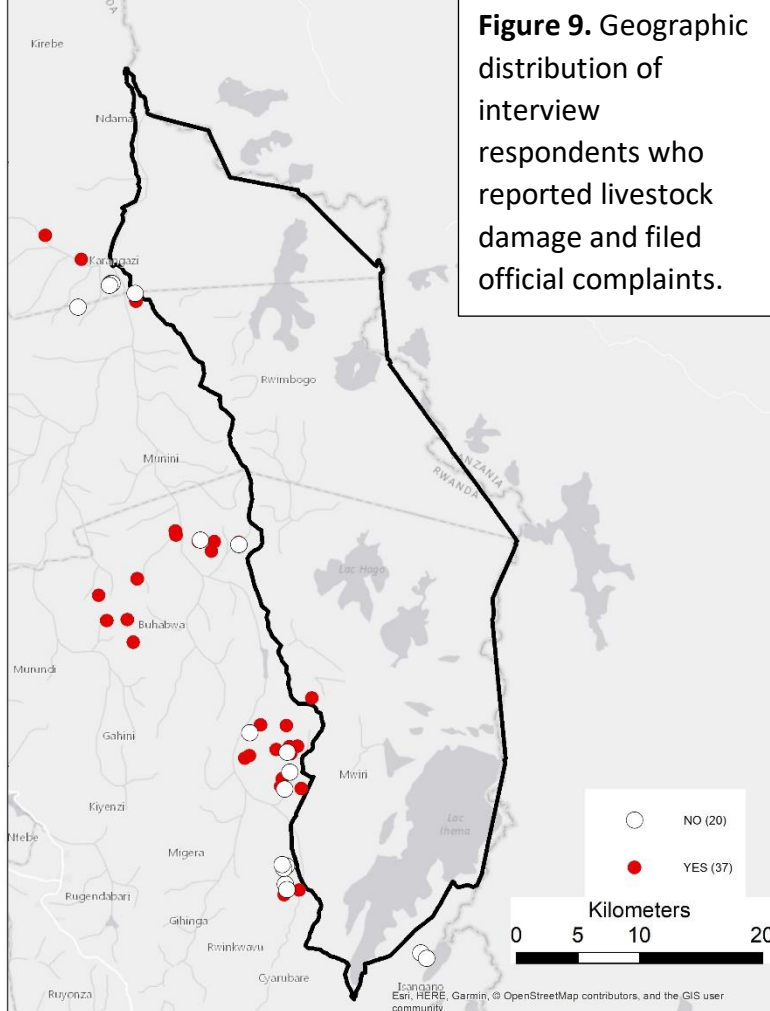 Figure 9. Geographic
distribution of
interview
respondents who
reported livestock
damage and filed
official complaints.
Kirebe
Ndama
Karangazi
Rwimbogo
Munini
TANZANIA
RWANDA
Lac Hago
Buhabwa
Murundi
Gahini
Mwiri
Kiyenzi
Lac
Ihema
Ntebe
Migera
Rugendabari
Gihinga
Rwinkwavu
Cyarubare
Isangano
Ruyonza
NO (20)
YES (37)
Kilometers
0 5 10 20
Esri, HERE, Garmin, © OpenStreetMap contributors, and the GIS user
community